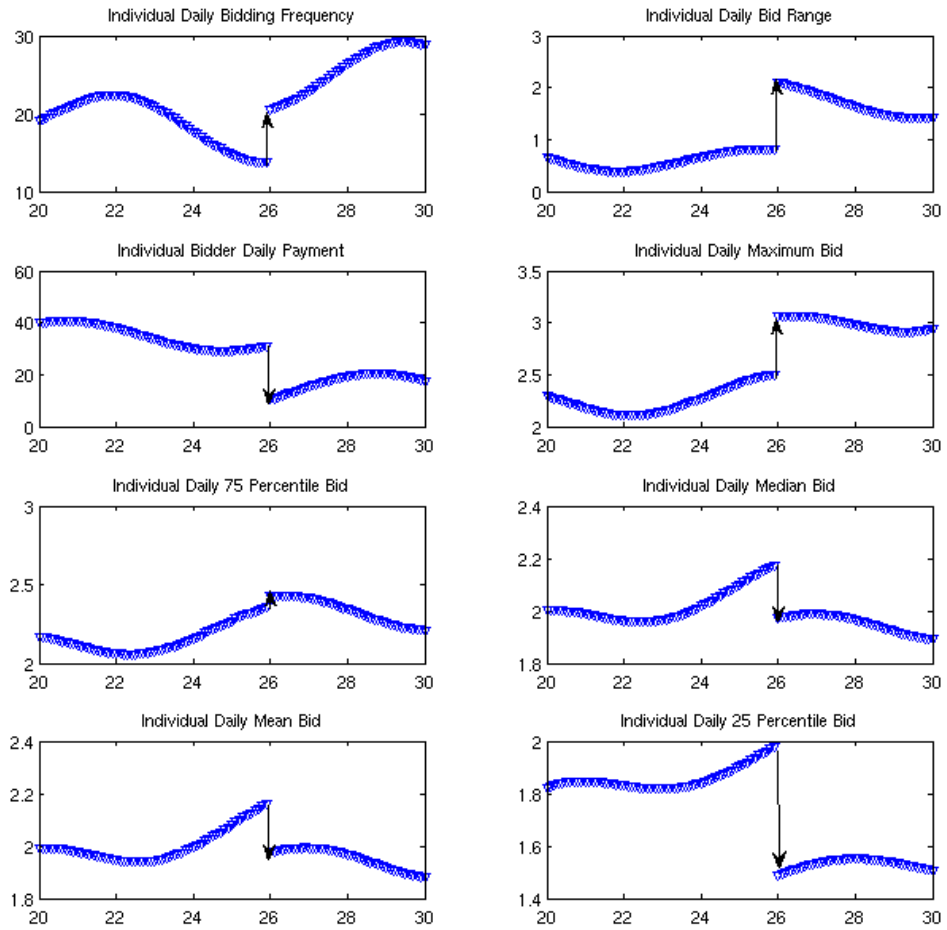 Individual Daily Bidding Frequency
30
20
10
20 22 24 26 28 30
Individual Daily Bid Range
3
2
1
0
20 22 24 26 28 30
Individual Bidder Daily Payment
60
40
20
0
20 22 24 26 28 30
Individual Daily Maximum Bid
3.5
3
2.5
2
20 22 24 26 28 30
Individual Daily 75 Percentile Bid
3
2.5
2
20 22 24 26 28 30
Individual Daily Median Bid
2.4
2.2
2
1.8
20 22 24 26 28 30
Individual Daily Mean Bid
2.4
2.2
2
1.8
20 22 24 26 28 30
Individual Daily 25 Percentile Bid
2
1.8
1.6
1.4
20 22 24 26 28 30